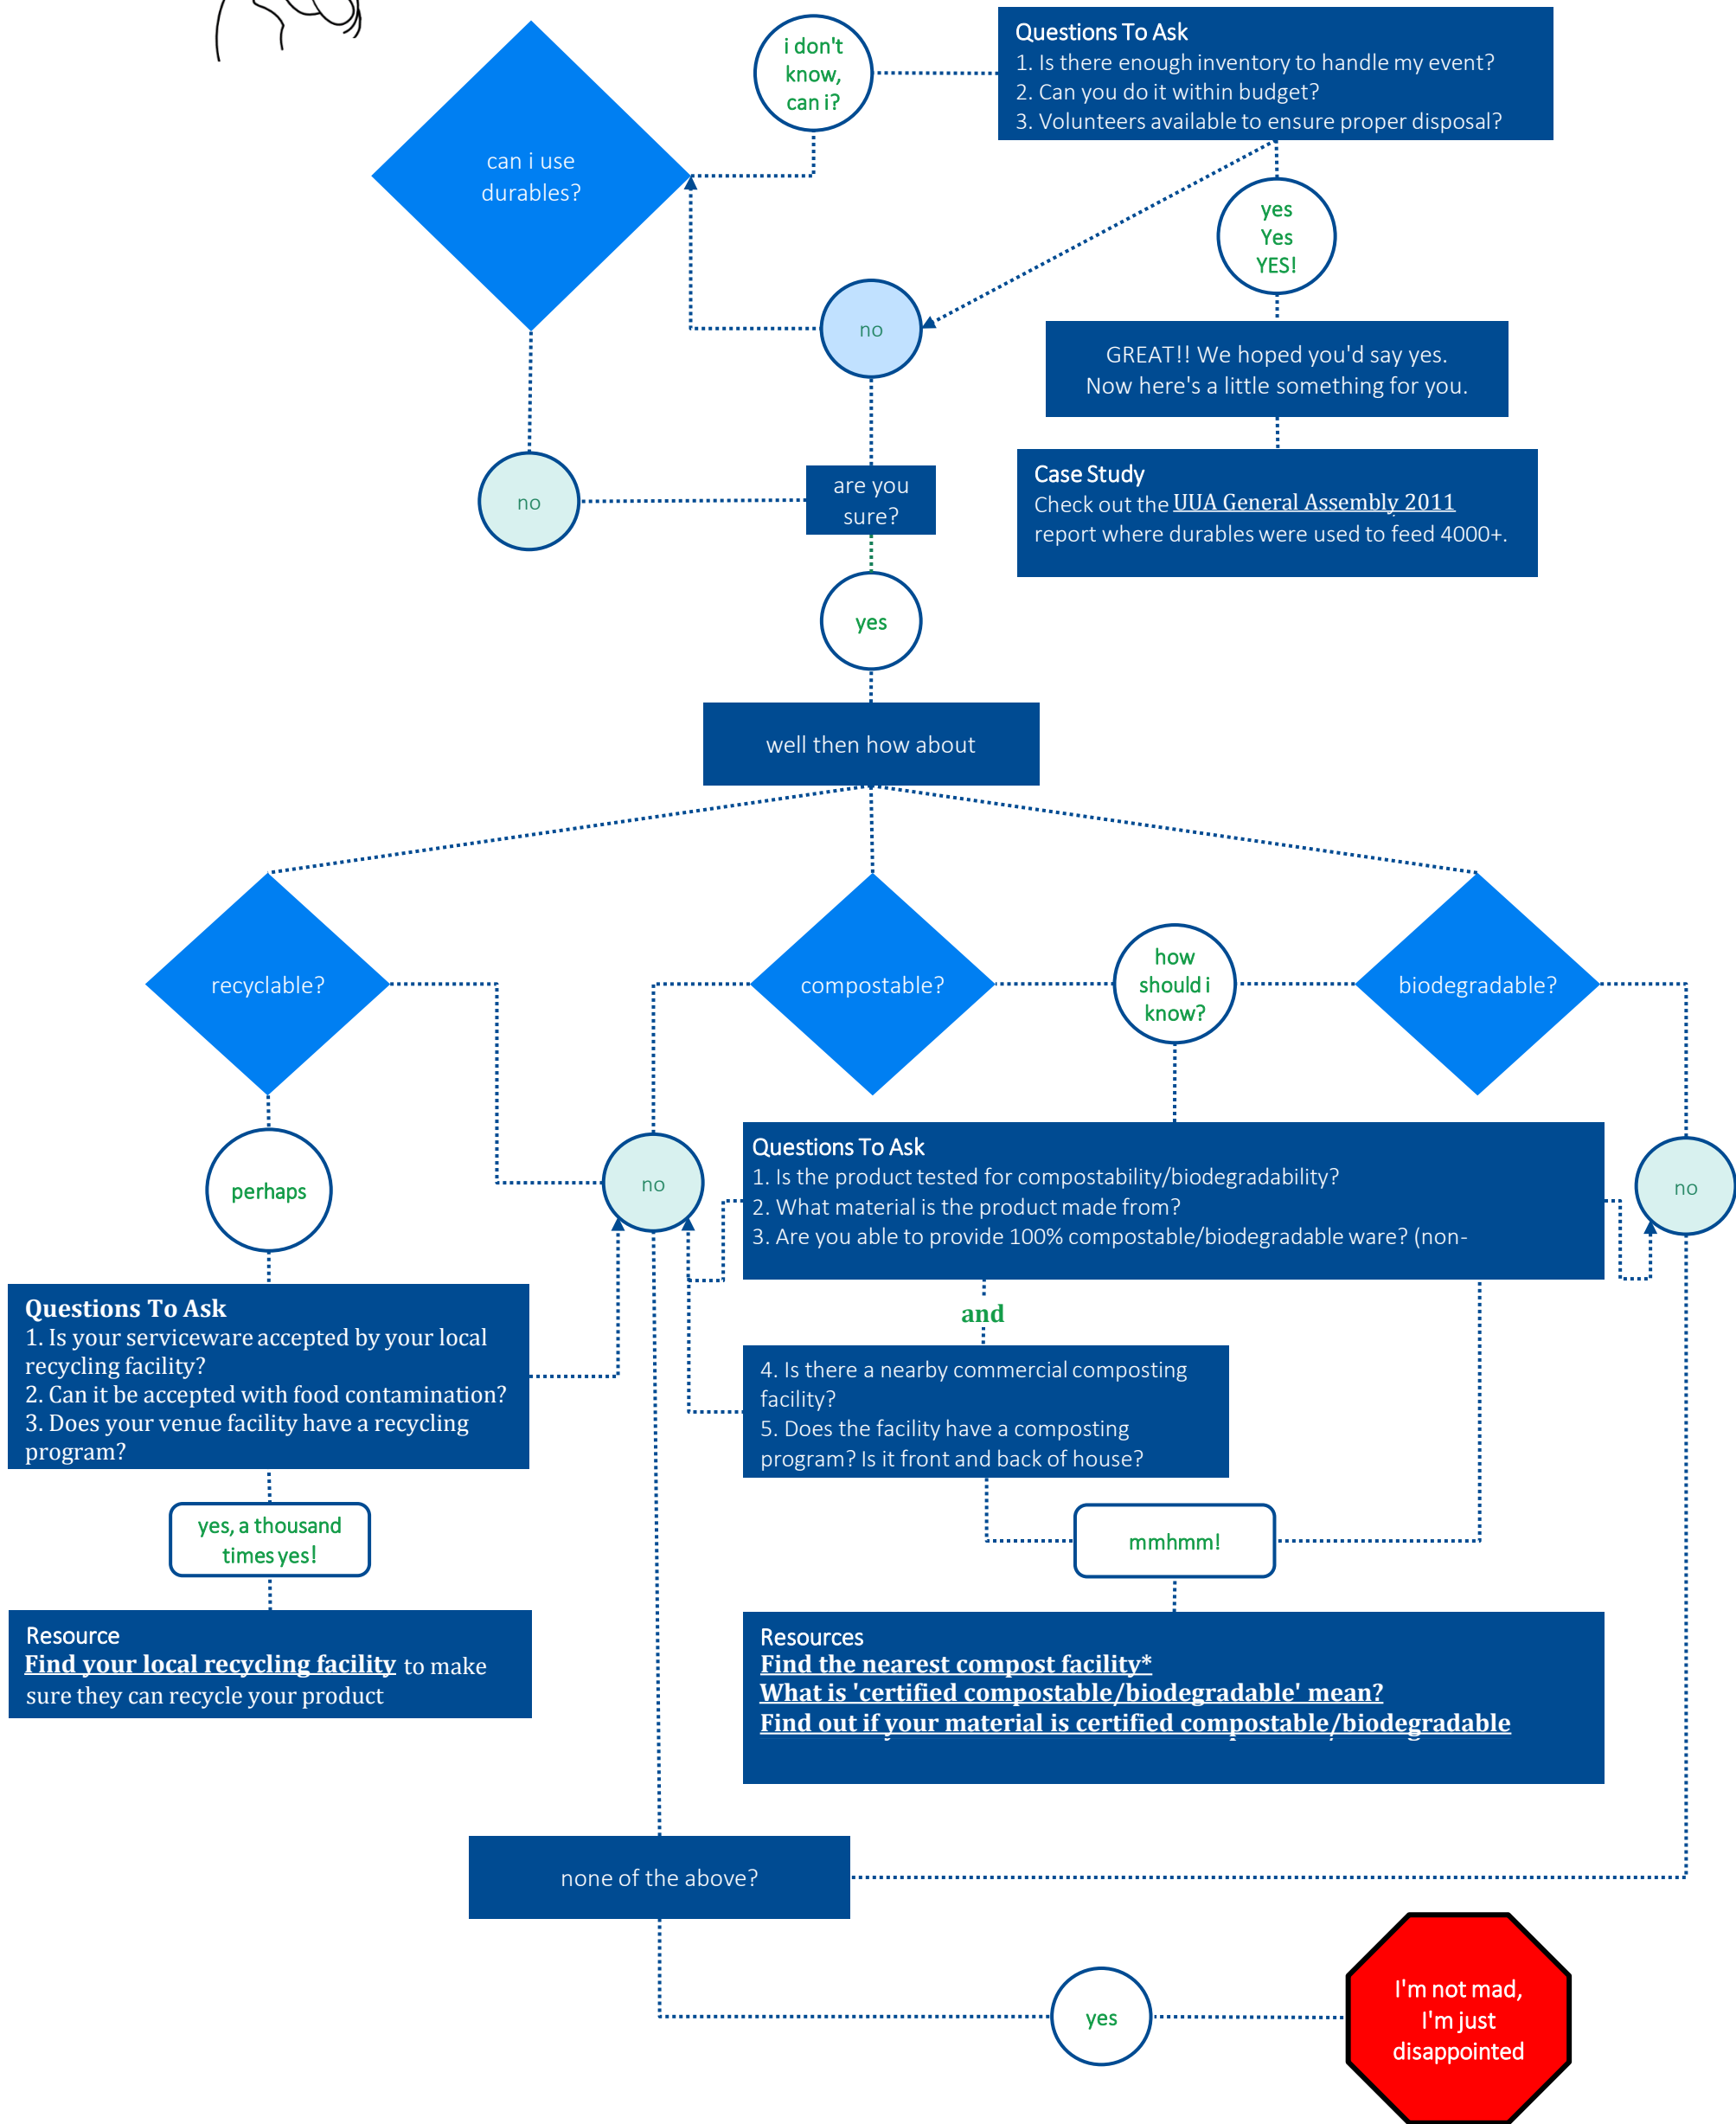 i don't
know,
can i?
Questions To Ask
1. Is there enough inventory to handle my event?
2. Can you do it within budget?
3. Volunteers available to ensure proper disposal?
can i use
durables?
yes
Yes
YES!
no
GREAT!! We hoped you'd say yes.
Now here's a little something for you.
no
are you
sure?
Case Study
Check out the UUA General Assembly 2011
report where durables were used to feed 4000+.
yes
well then how about
recyclable?
compostable?
how
should i
know?
biodegradable?
perhaps
no
Questions To Ask
1. Is the product tested for compostability/biodegradability?
2. What material is the product made from?
3. Are you able to provide 100% compostable/biodegradable ware? (non-
no
Questions To Ask
1. Is your serviceware accepted by your local
recycling facility?
2. Can it be accepted with food contamination?
3. Does your venue facility have a recycling
program?
and
4. Is there a nearby commercial composting
facility?
5. Does the facility have a composting
program? Is it front and back of house?
yes, a thousand
times yes!
mmhmm!
Resource
Find your local recycling facility to make
sure they can recycle your product
Resources
Find the nearest compost facility*
What is 'certified compostable/biodegradable' mean?
Find out if your material is certified compostable/biodegradable
none of the above?
yes
I'm not mad,
I'm just
disappointed